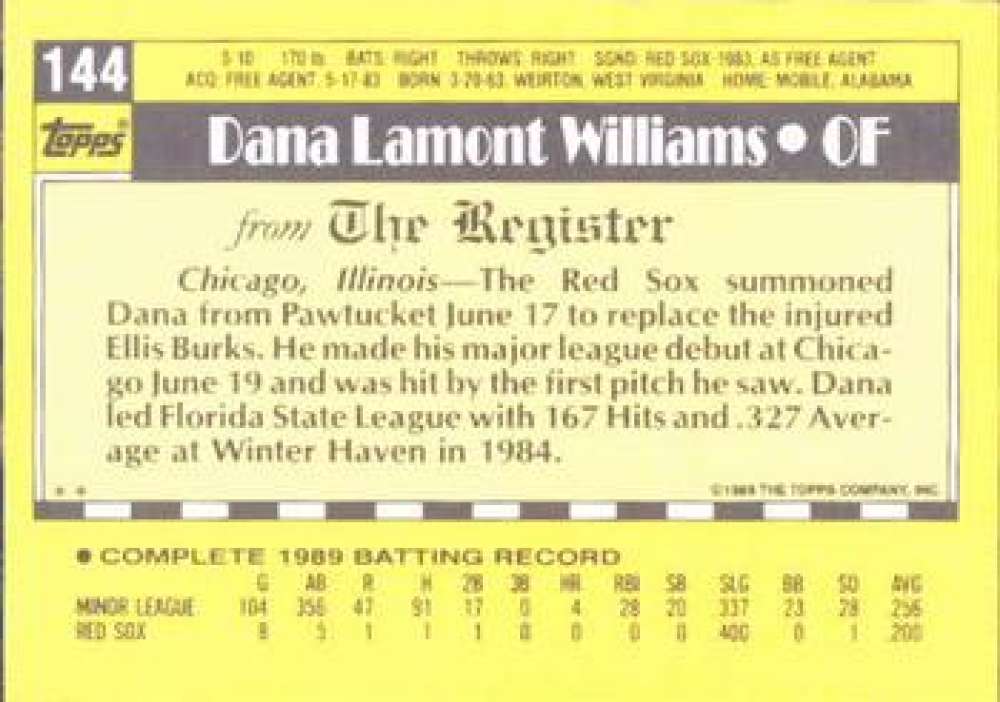 144
5-10 170 lb. BATS: RIGHT THROWS: RIGHT SGND: RED SOX-1983, AS FREE AGENT
ACQ: FREE AGENT, 5-17-83 BORN: WEIRTON, WEST VIRGINIA HOME: MOBILE, ALABAMA
Topps®
Dana Lamont Williams • OF
from The Register
Chicago, Illinois—The Red Sox summoned
Dana from Pawtucket June 17 to replace the injured
Ellis Burks. He made his major league debut at Chica-
go June 19 and was hit by the first pitch he saw. Dana
led Florida State League with 167 Hits and .327 Aver-
age at Winter Haven in 1984.
* * ©1989 THE TOPPS COMPANY, INC.
• COMPLETE 1989 BATTING RECORD
G AB R H 2B 3B HR RBI SB SLG BB SO AVG
MINOR LEAGUE 104 356 47 91 17 0 4 28 20 .337 23 28 .256
RED SOX 8 5 1 1 1 0 0 0 0 .400 0 1 .200